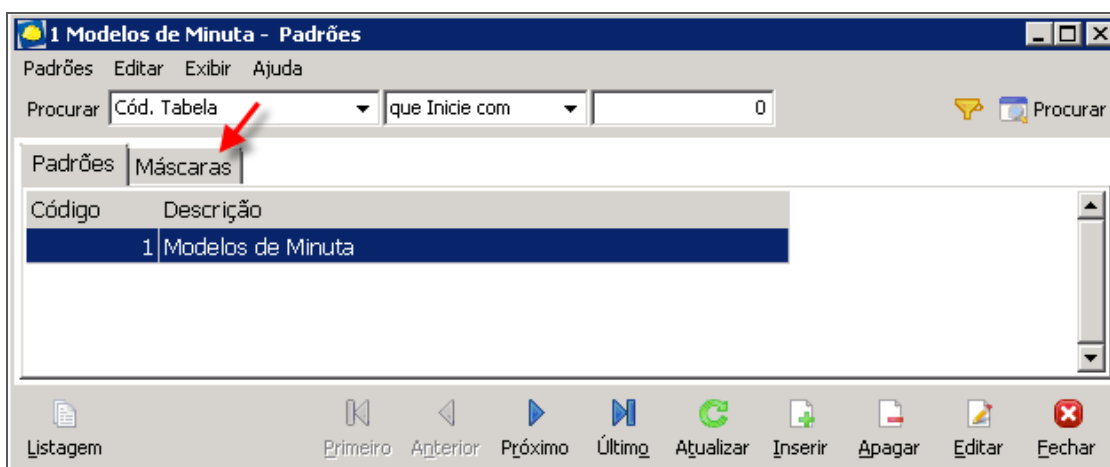 1 Modelos de Minuta - Padrões
Padrões Editar Exibir Ajuda
Procurar Cód. Tabela que Inicie com 0 Procurar
Padrões Máscaras
Código Descrição
1 Modelos de Minuta
Listagem Primeiro Anterior Próximo Último Atualizar Inserir Apagar Editar Fechar